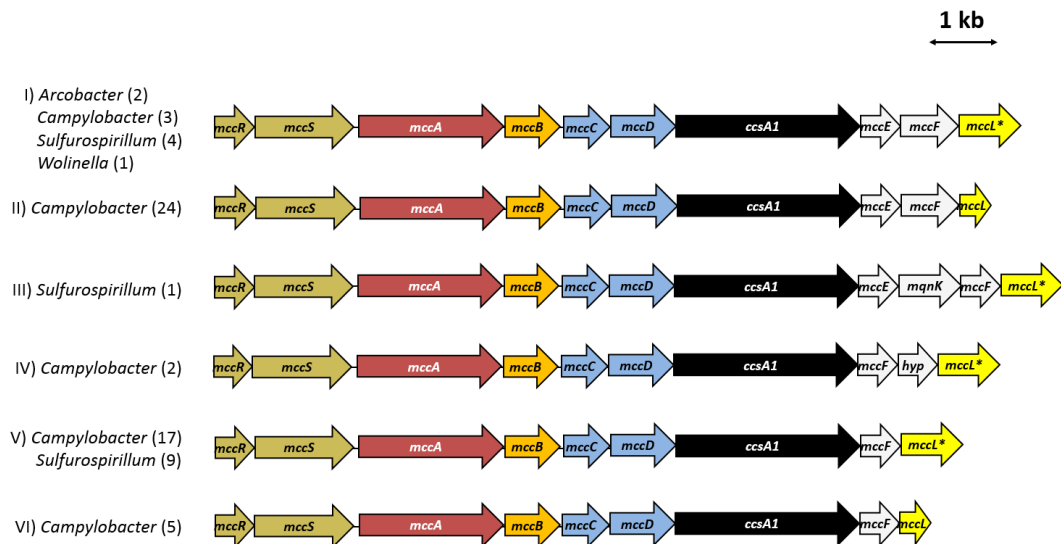 1 kb
I) Arcobacter (2)
Campylobacter (3)
Sulfurospirillum (4)
Wolinella (1)
mccR mccS mccA mccB mccC mccD ccsA1 mccE mccF mccL*
II) Campylobacter (24)
mccR mccS mccA mccB mccC mccD ccsA1 mccE mccF mccL
III) Sulfurospirillum (1)
mccR mccS mccA mccB mccC mccD ccsA1 mccE mqnK mccF mccL*
IV) Campylobacter (2)
mccR mccS mccA mccB mccC mccD ccsA1 mccF hyp mccL*
V) Campylobacter (17)
Sulfurospirillum (9)
mccR mccS mccA mccB mccC mccD ccsA1 mccF mccL*
VI) Campylobacter (5)
mccR mccS mccA mccB mccC mccD ccsA1 mccF mccL